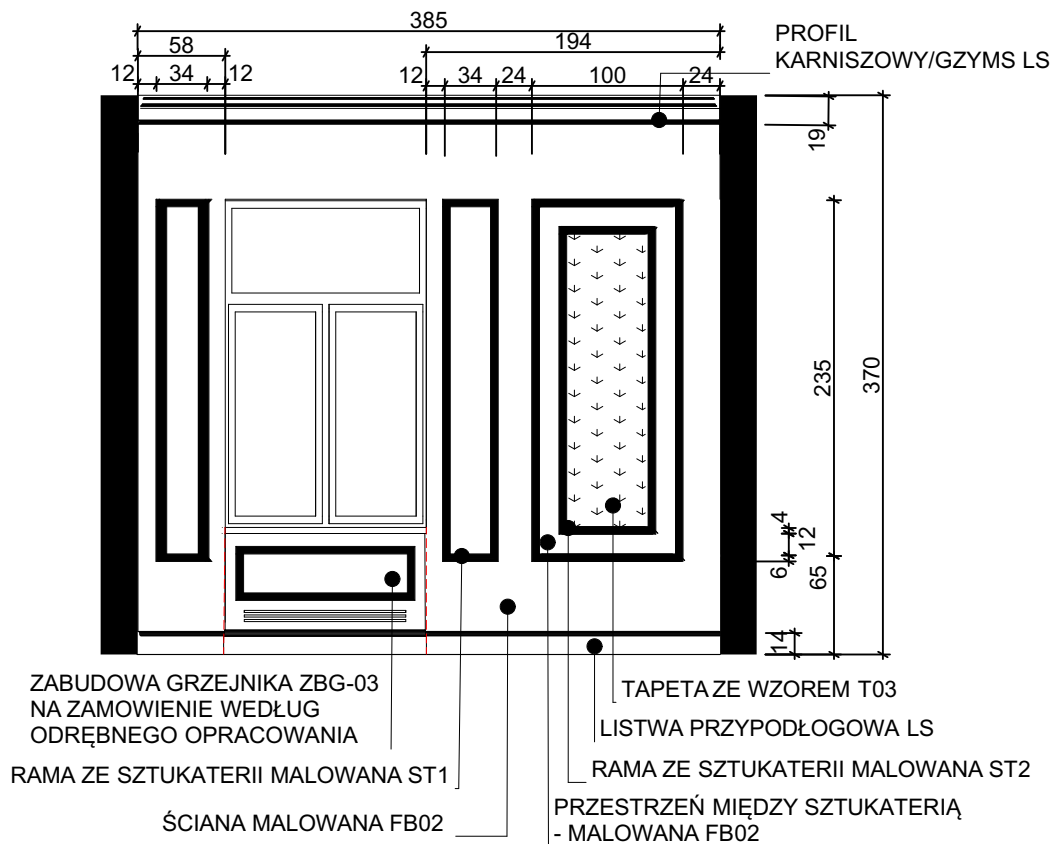 385
58
194
PROFIL
KARNISZOWY/GZYMS LS
12
34
12
12
34
24
100
24
19
235
370
4
12
6
65
14
ZABUDOWA GRZEJNIKA ZBG-03
NA ZAMOWIENIE WEDŁUG
ODRĘBNEGO OPRACOWANIA
TAPETA ZE WZOREM T03
LISTWA PRZYPODŁOGOWA LS
RAMA ZE SZTUKATERII MALOWANA ST1
RAMA ZE SZTUKATERII MALOWANA ST2
ŚCIANA MALOWANA FB02
PRZESTRZEŃ MIĘDZY SZTUKATERIĄ
- MALOWANA FB02